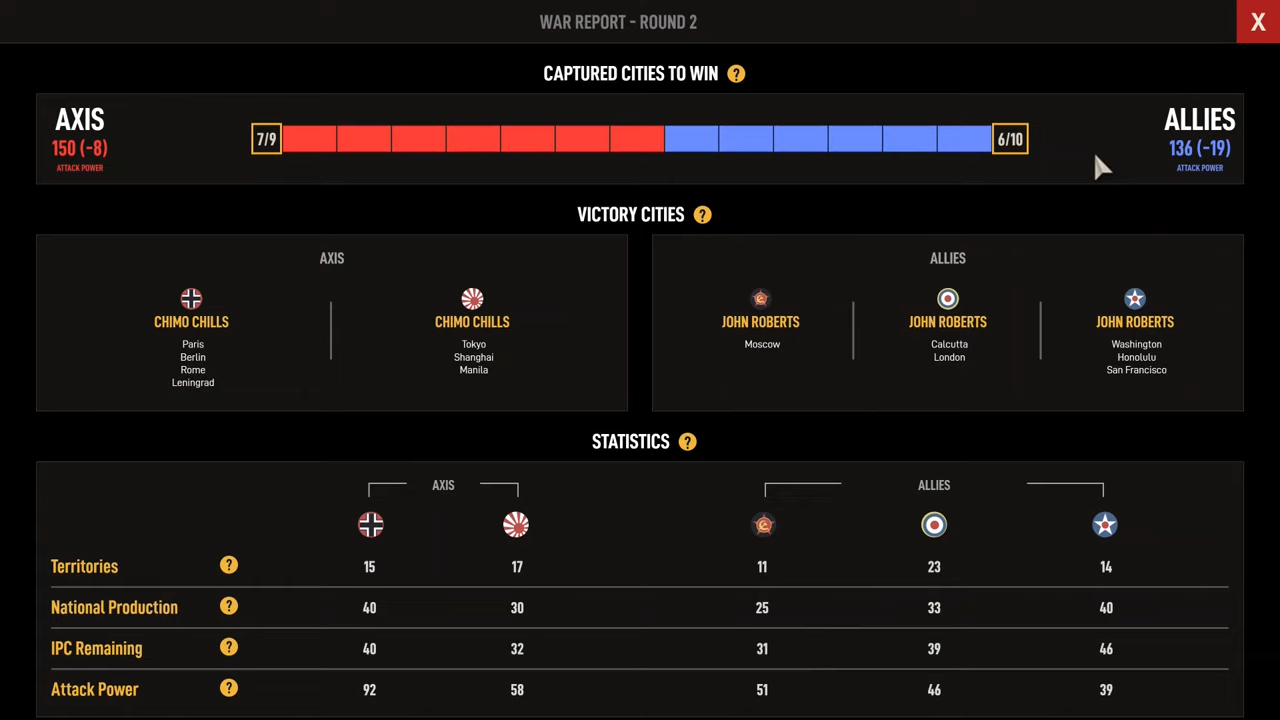 WAR REPORT - ROUND 2
X
CAPTURED CITIES TO WIN ?
AXIS
150 (-8)
ATTACK POWER
7/9
6/10
ALLIES
136 (-19)
ATTACK POWER
VICTORY CITIES ?
AXIS
CHIMO CHILLS
Paris
Berlin
Rome
Leningrad
CHIMO CHILLS
Tokyo
Shanghai
Manila
ALLIES
JOHN ROBERTS
Moscow
JOHN ROBERTS
Calcutta
London
JOHN ROBERTS
Washington
Honolulu
San Francisco
STATISTICS ?
AXIS ALLIES
Territories ? 15 17 11 23 14
National Production ? 40 30 25 33 40
IPC Remaining ? 40 32 31 39 46
Attack Power ? 92 58 51 46 39